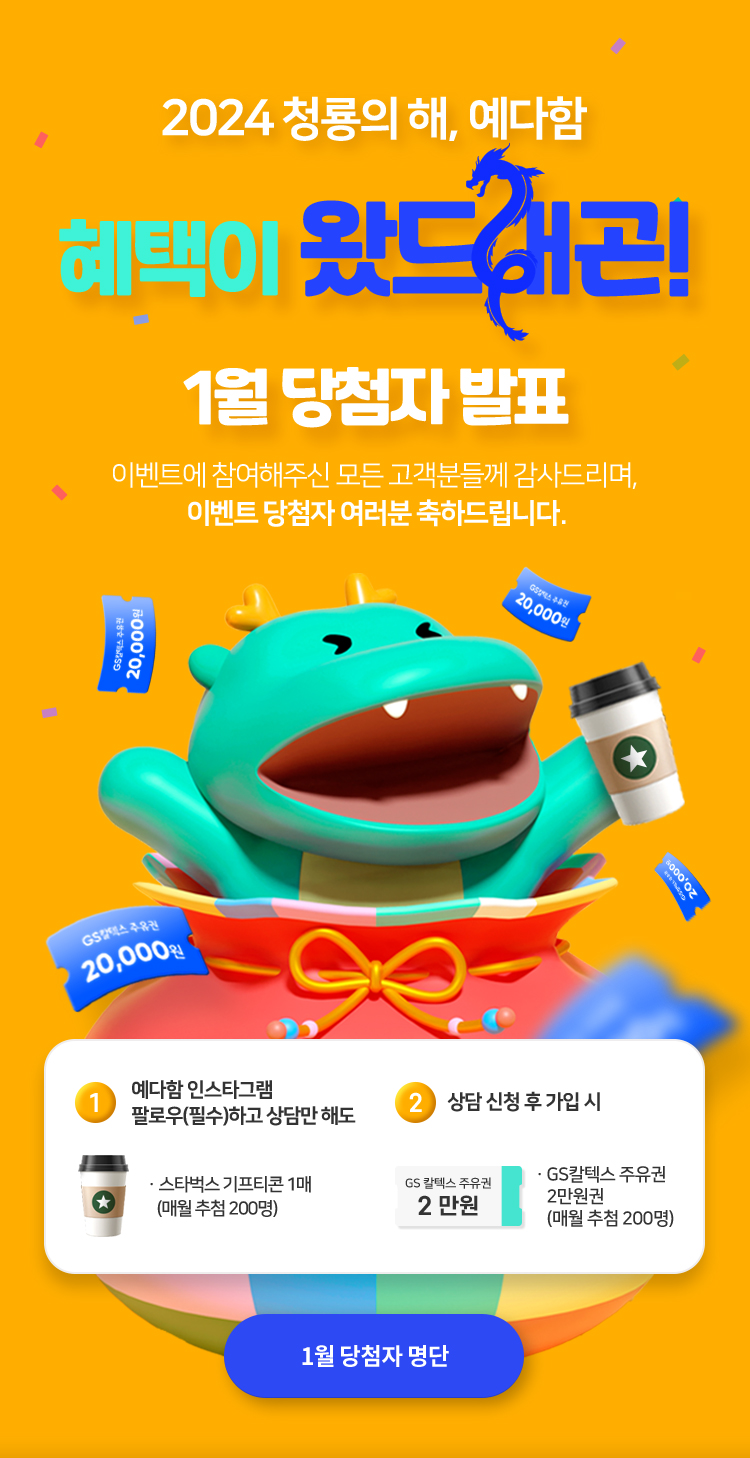 2024 청룡의 해, 예다함
혜택이 왔드래곤!
1월 당첨자 발표
이벤트에 참여해주신 모든 고객분들께 감사드리며,
이벤트 당첨자 여러분 축하드립니다.
GS칼텍스 주유권
20,000원
GS칼텍스 주유권
20,000원
20,000원
GS칼텍스 주유권
20,000원
1
예다함 인스타그램
팔로우(필수)하고 상담만 해도
· 스타벅스 기프티콘 1매
(매월 추첨 200명)
2
상담 신청 후 가입 시
GS 칼텍스 주유권
2 만원
· GS칼텍스 주유권
2만원권
(매월 추첨 200명)
1월 당첨자 명단